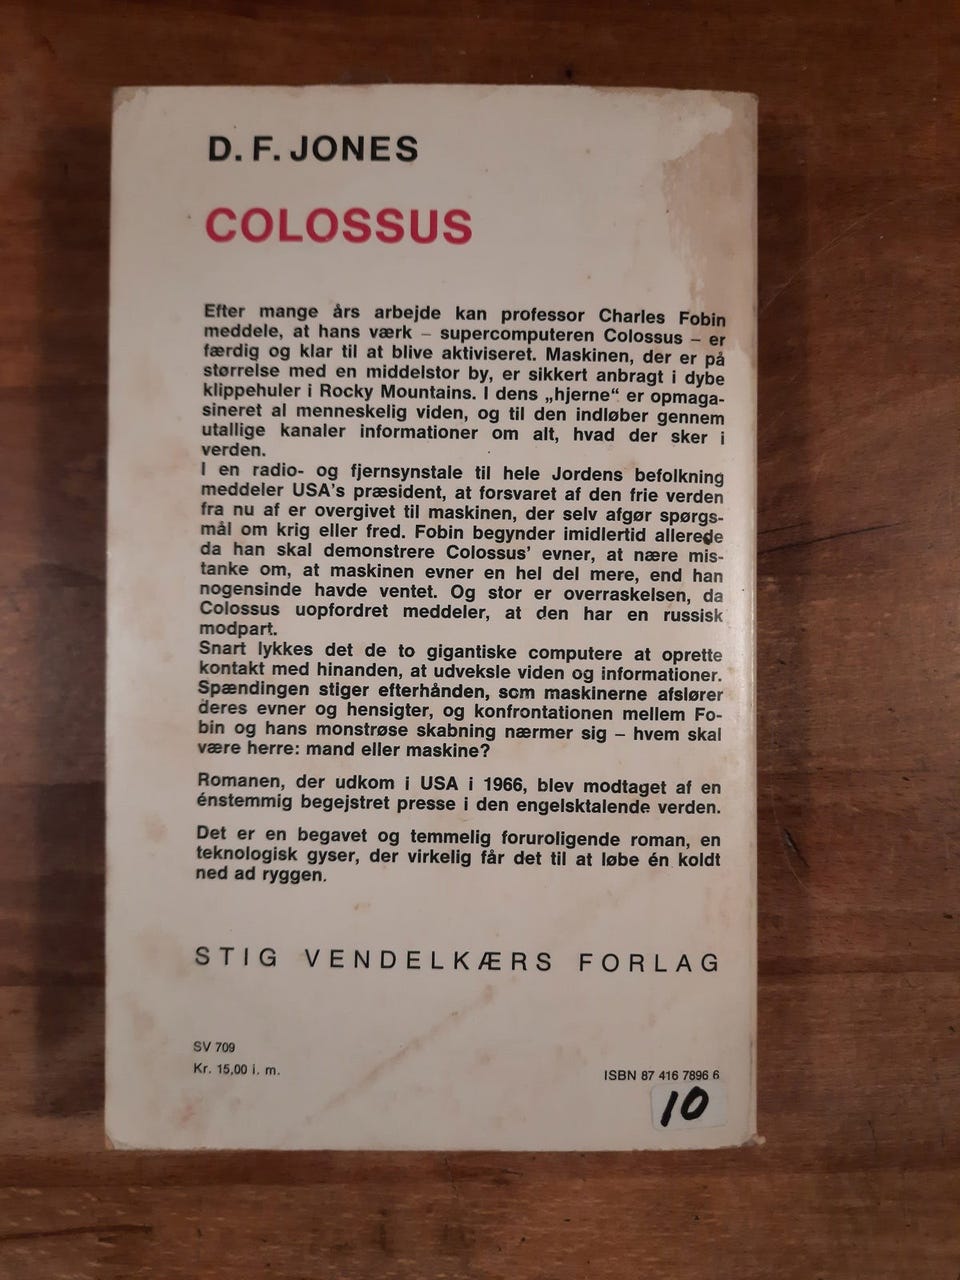 D. F. JONES
COLOSSUS
Efter mange års arbejde kan professor Charles Fobin
meddele, at hans værk – supercomputeren Colossus – er
færdig og klar til at blive aktiviseret. Maskinen, der er på
størrelse med en middelstor by, er sikkert anbragt i dybe
klippehuler i Rocky Mountains. I dens „hjerne“ er opmaga-
sineret al menneskelig viden, og til den indløber gennem
utallige kanaler informationer om alt, hvad der sker i
verden.
I en radio- og fjernsynstale til hele Jordens befolkning
meddeler USA's præsident, at forsvaret af den frie verden
fra nu af er overgivet til maskinen, der selv afgør spørgs-
mål om krig eller fred. Fobin begynder imidlertid allerede
da han skal demonstrere Colossus' evner, at nære mis-
tanke om, at maskinen evner en hel del mere, end han
nogensinde havde ventet. Og stor er overraskelsen, da
Colossus uopfordret meddeler, at den har en russisk
modpart.
Snart lykkes det de to gigantiske computere at oprette
kontakt med hinanden, at udveksle viden og informationer.
Spændingen stiger efterhånden, som maskinerne afslører
deres evner og hensigter, og konfrontationen mellem Fo-
bin og hans monstrøse skabning nærmer sig – hvem skal
være herre: mand eller maskine?
Romanen, der udkom i USA i 1966, blev modtaget af en
énstemmig begejstret presse i den engelsktalende verden.
Det er en begavet og temmelig foruroligende roman, en
teknologisk gyser, der virkelig får det til at løbe én koldt
ned ad ryggen.
STIG VENDELKÆRS FORLAG
SV 709
Kr. 15,00 i. m.
ISBN 87 416 7896 6
10